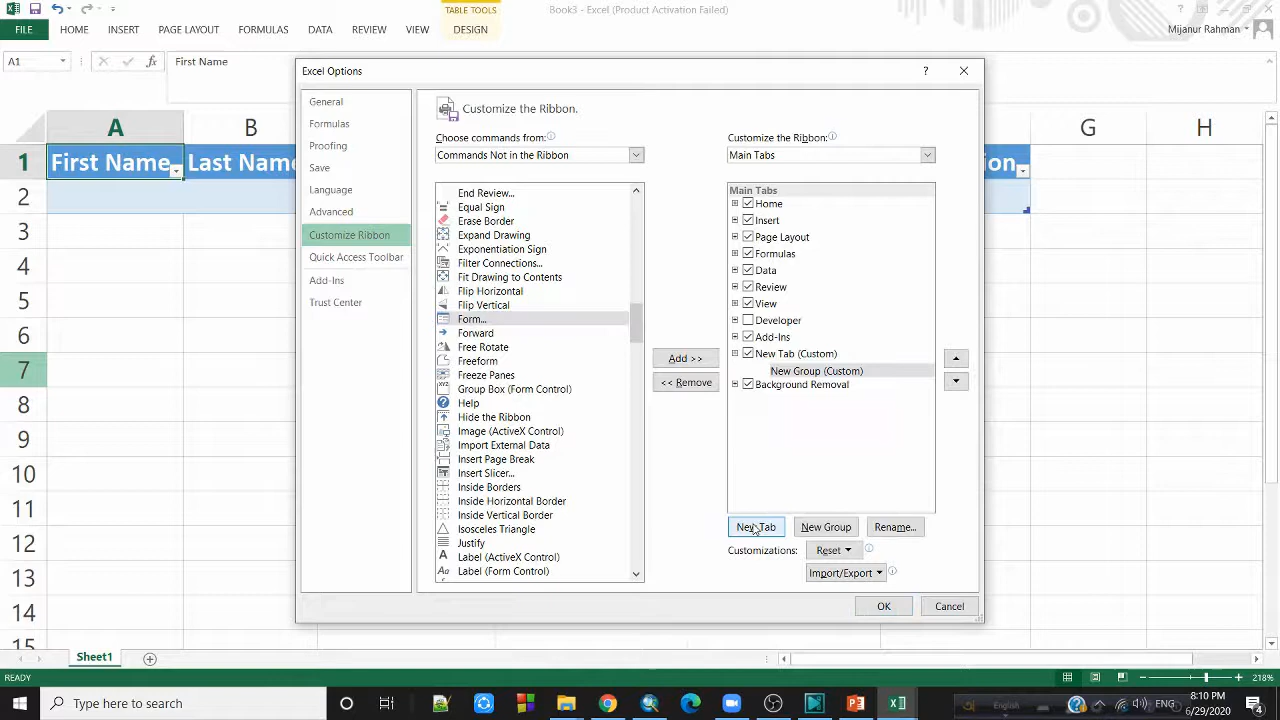 TABLE TOOLS
Book3 - Excel (Product Activation Failed)
FILE
HOME
INSERT
PAGE LAYOUT
FORMULAS
DATA
REVIEW
VIEW
DESIGN
Mijanur Rahman
A1
fx
First Name
A
B
G
H
1
First Name
Last Name
ion
2
3
4
5
6
7
8
9
10
11
12
13
14
15
Excel Options
?
General
Formulas
Proofing
Save
Language
Advanced
Customize Ribbon
Quick Access Toolbar
Add-Ins
Trust Center
Customize the Ribbon.
Choose commands from:
Commands Not in the Ribbon
End Review...
Equal Sign
Erase Border
Expand Drawing
Exponentiation Sign
Filter Connections...
Fit Drawing to Contents
Flip Horizontal
Flip Vertical
Form...
Forward
Free Rotate
Freeform
Freeze Panes
Group Box (Form Control)
Help
Hide the Ribbon
Image (ActiveX Control)
Import External Data
Insert Page Break
Insert Slicer...
Inside Borders
Inside Horizontal Border
Inside Vertical Border
Isosceles Triangle
Justify
Label (ActiveX Control)
Label (Form Control)
Add >>
<< Remove
Customize the Ribbon:
Main Tabs
Main Tabs
Home
Insert
Page Layout
Formulas
Data
Review
View
Developer
Add-Ins
New Tab (Custom)
New Group (Custom)
Background Removal
New Tab
New Group
Rename...
Customizations:
Reset
Import/Export
OK
Cancel
Sheet1
READY
218%
Type here to search
English
ENG
8:10 PM
6/29/2020